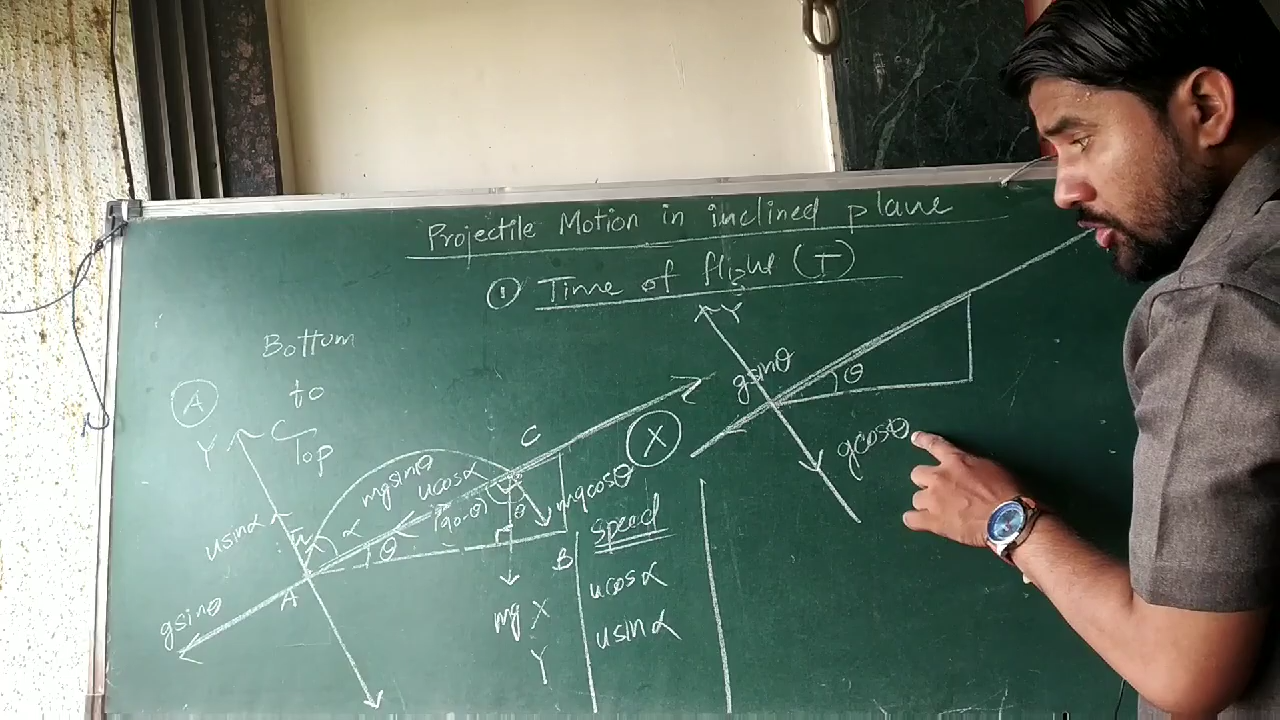 Projectile Motion in inclined plane
① Time of flight (T)
Bottom
to
Top
A
Y
usinα
u
α
A
θ
gsinθ
mgsinθ
ucosα
(90-θ)
θ
C
X
mgcosθ
B
mg
speed
X ucosα
Y usinα
Y
gsinθ
θ
gcosθ